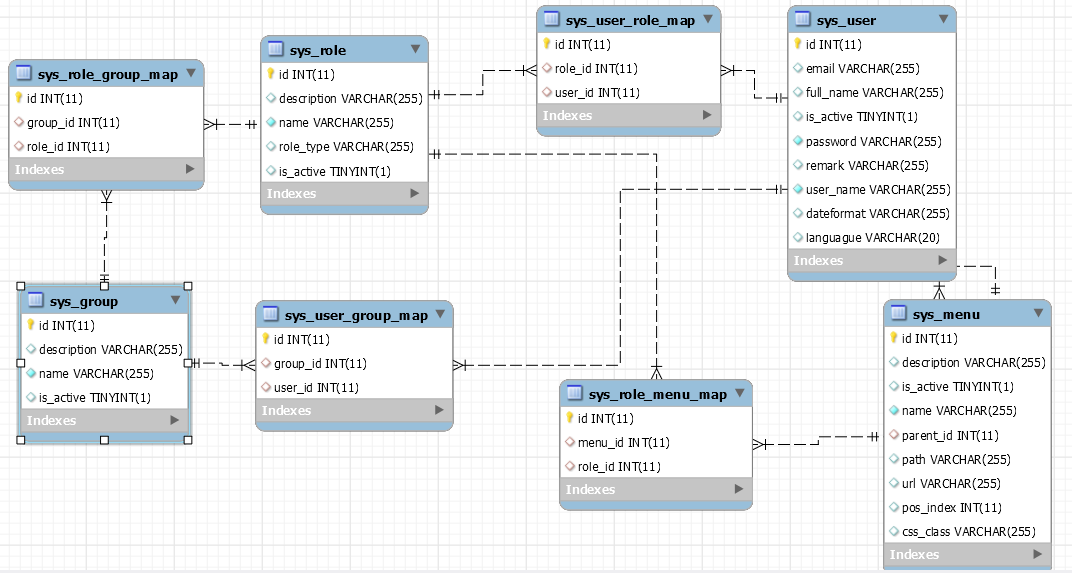 sys_role_group_map
id INT(11)
group_id INT(11)
role_id INT(11)
Indexes
sys_role
id INT(11)
description VARCHAR(255)
name VARCHAR(255)
role_type VARCHAR(255)
is_active TINYINT(1)
Indexes
sys_user_role_map
id INT(11)
role_id INT(11)
user_id INT(11)
Indexes
sys_user
id INT(11)
email VARCHAR(255)
full_name VARCHAR(255)
is_active TINYINT(1)
password VARCHAR(255)
remark VARCHAR(255)
user_name VARCHAR(255)
dateformat VARCHAR(255)
languague VARCHAR(20)
Indexes
sys_group
id INT(11)
description VARCHAR(255)
name VARCHAR(255)
is_active TINYINT(1)
Indexes
sys_user_group_map
id INT(11)
group_id INT(11)
user_id INT(11)
Indexes
sys_role_menu_map
id INT(11)
menu_id INT(11)
role_id INT(11)
Indexes
sys_menu
id INT(11)
description VARCHAR(255)
is_active TINYINT(1)
name VARCHAR(255)
parent_id INT(11)
path VARCHAR(255)
url VARCHAR(255)
pos_index INT(11)
css_class VARCHAR(255)
Indexes